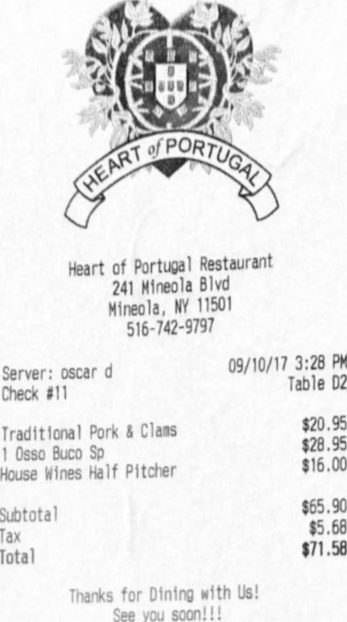 HEART of PORTUGAL
Heart of Portugal Restaurant
241 Mineola Blvd
Mineola, NY 11501
516-742-9797
Server: oscar d 09/10/17 3:28 PM
Check #11 Table D2
Traditional Pork & Clams $20.95
1 Osso Buco Sp $28.95
House Wines Half Pitcher $16.00
Subtotal $65.90
Tax $5.68
Total $71.58
Thanks for Dining with Us!
See you soon!!!